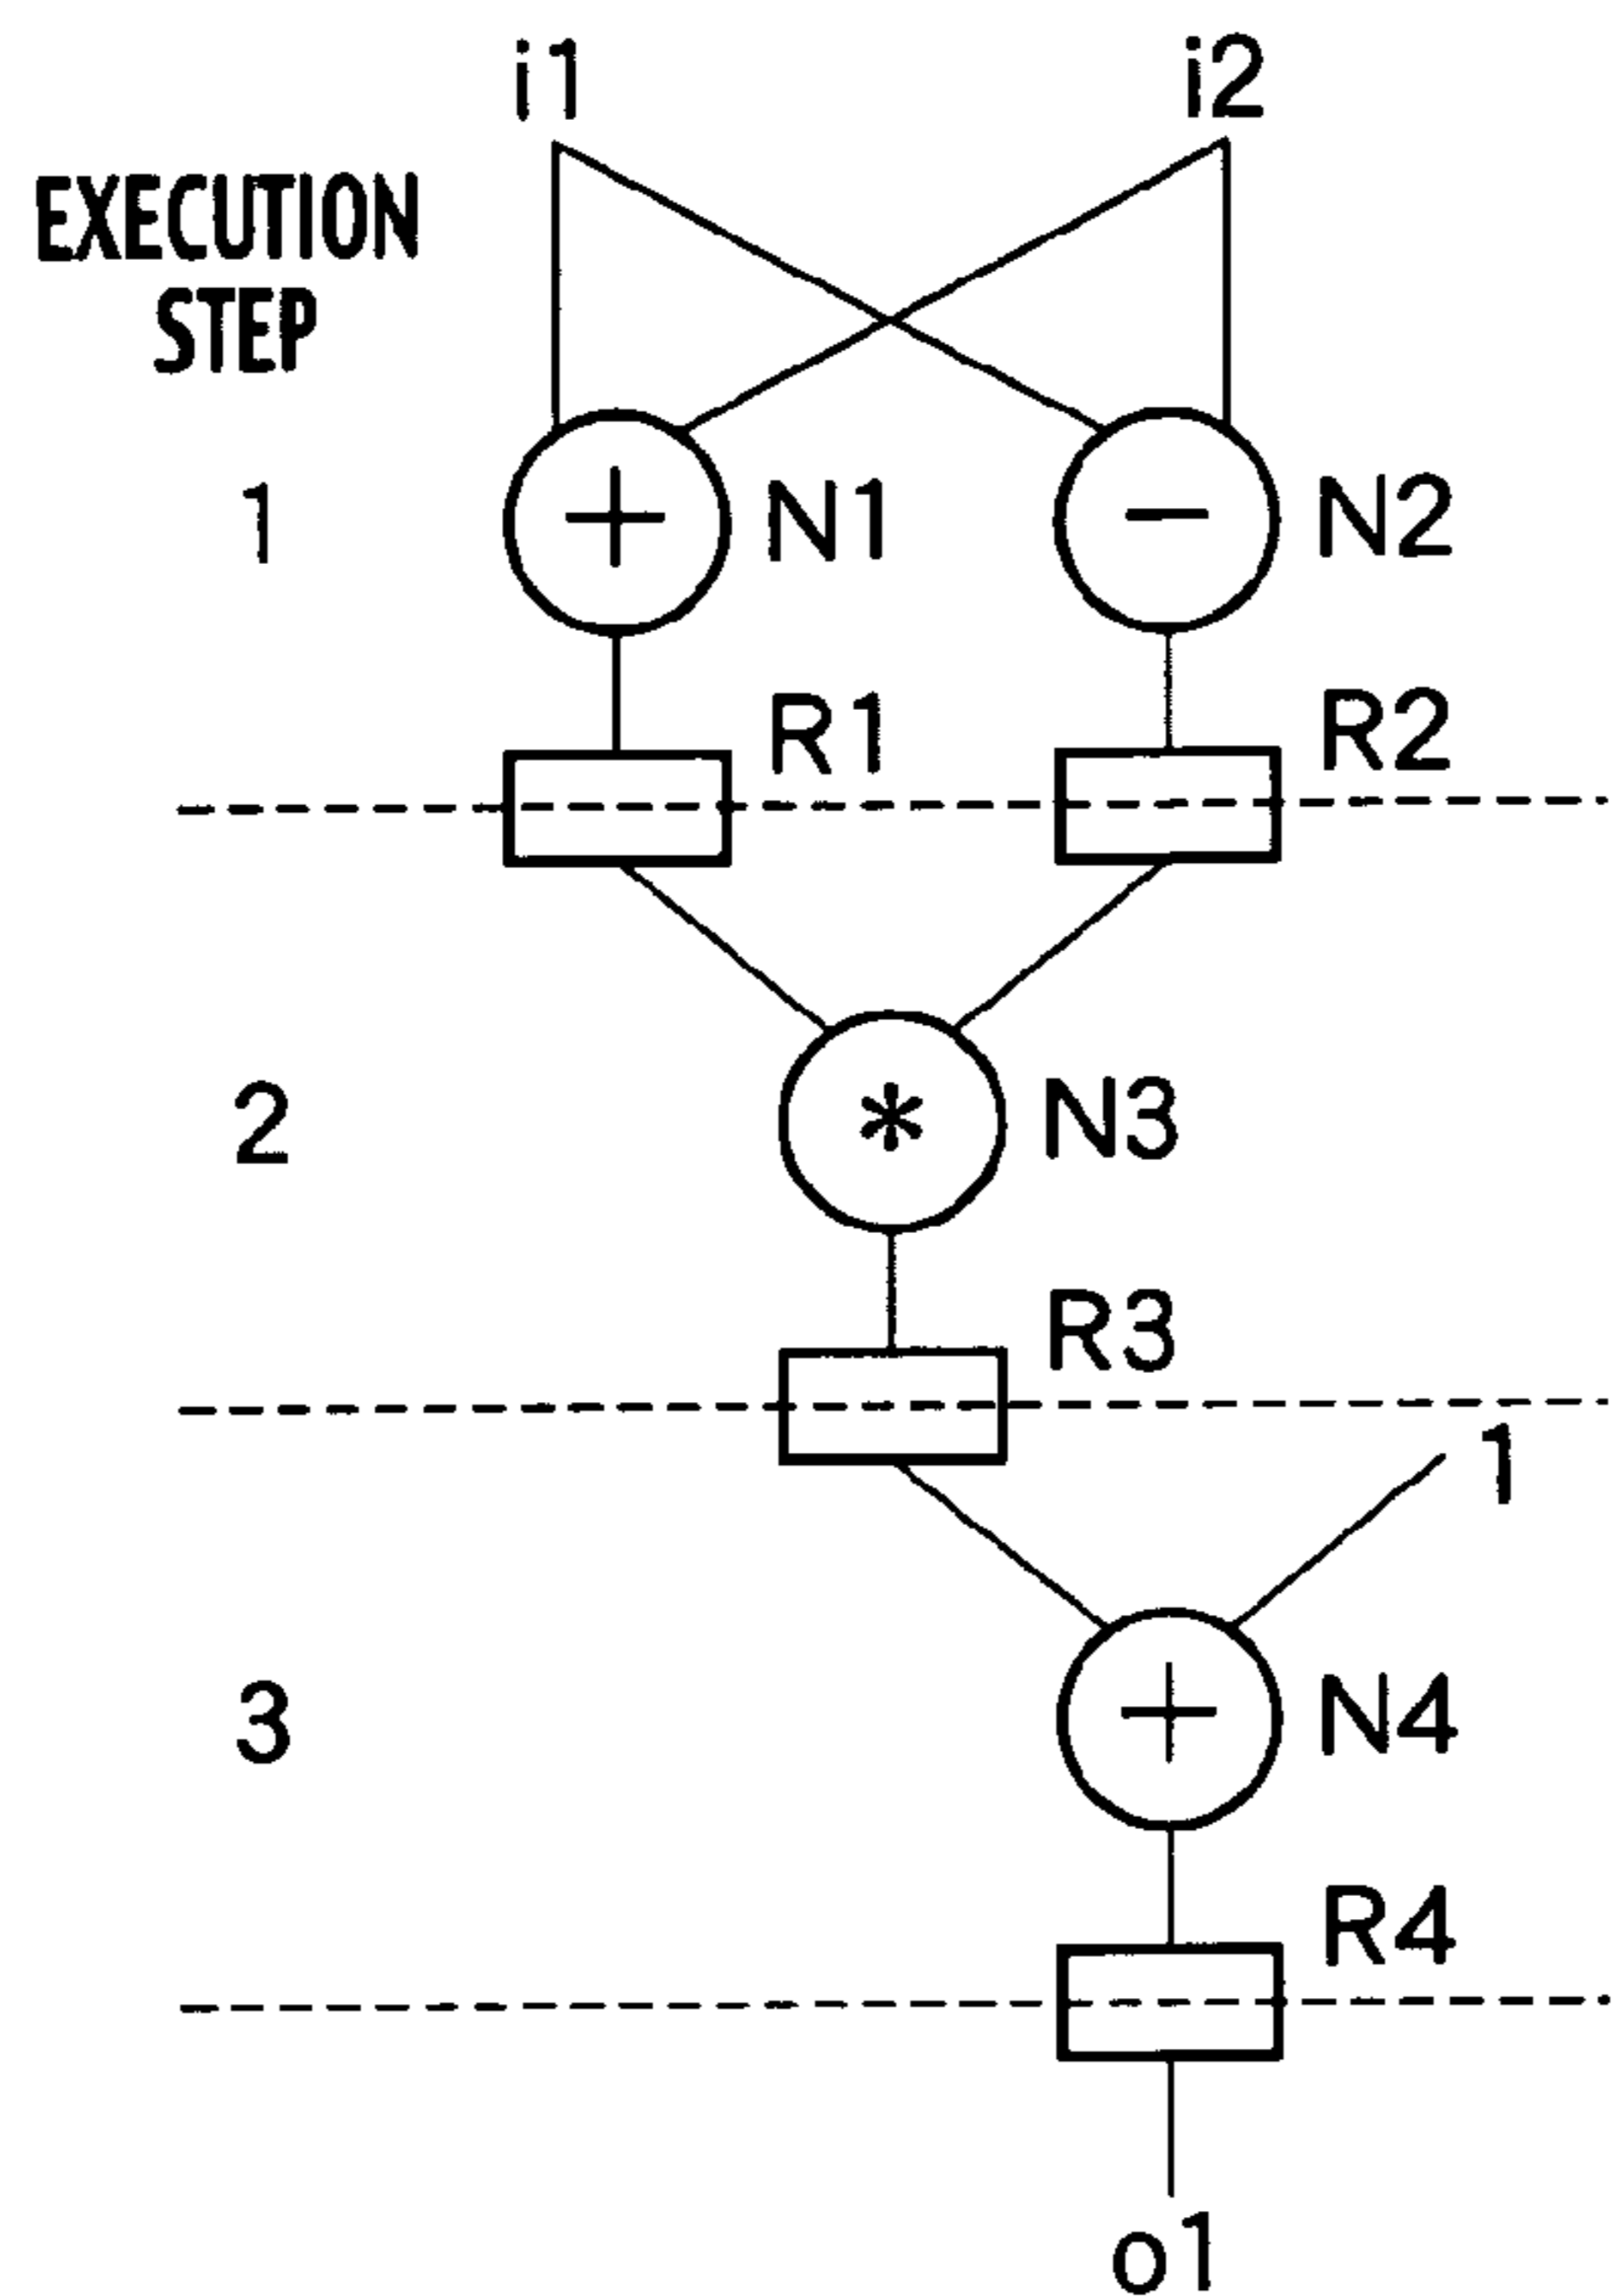 i1 i2
EXECUTION
STEP
1 + N1 − N2
R1 R2
2 * N3
R3
1
3 + N4
R4
o1